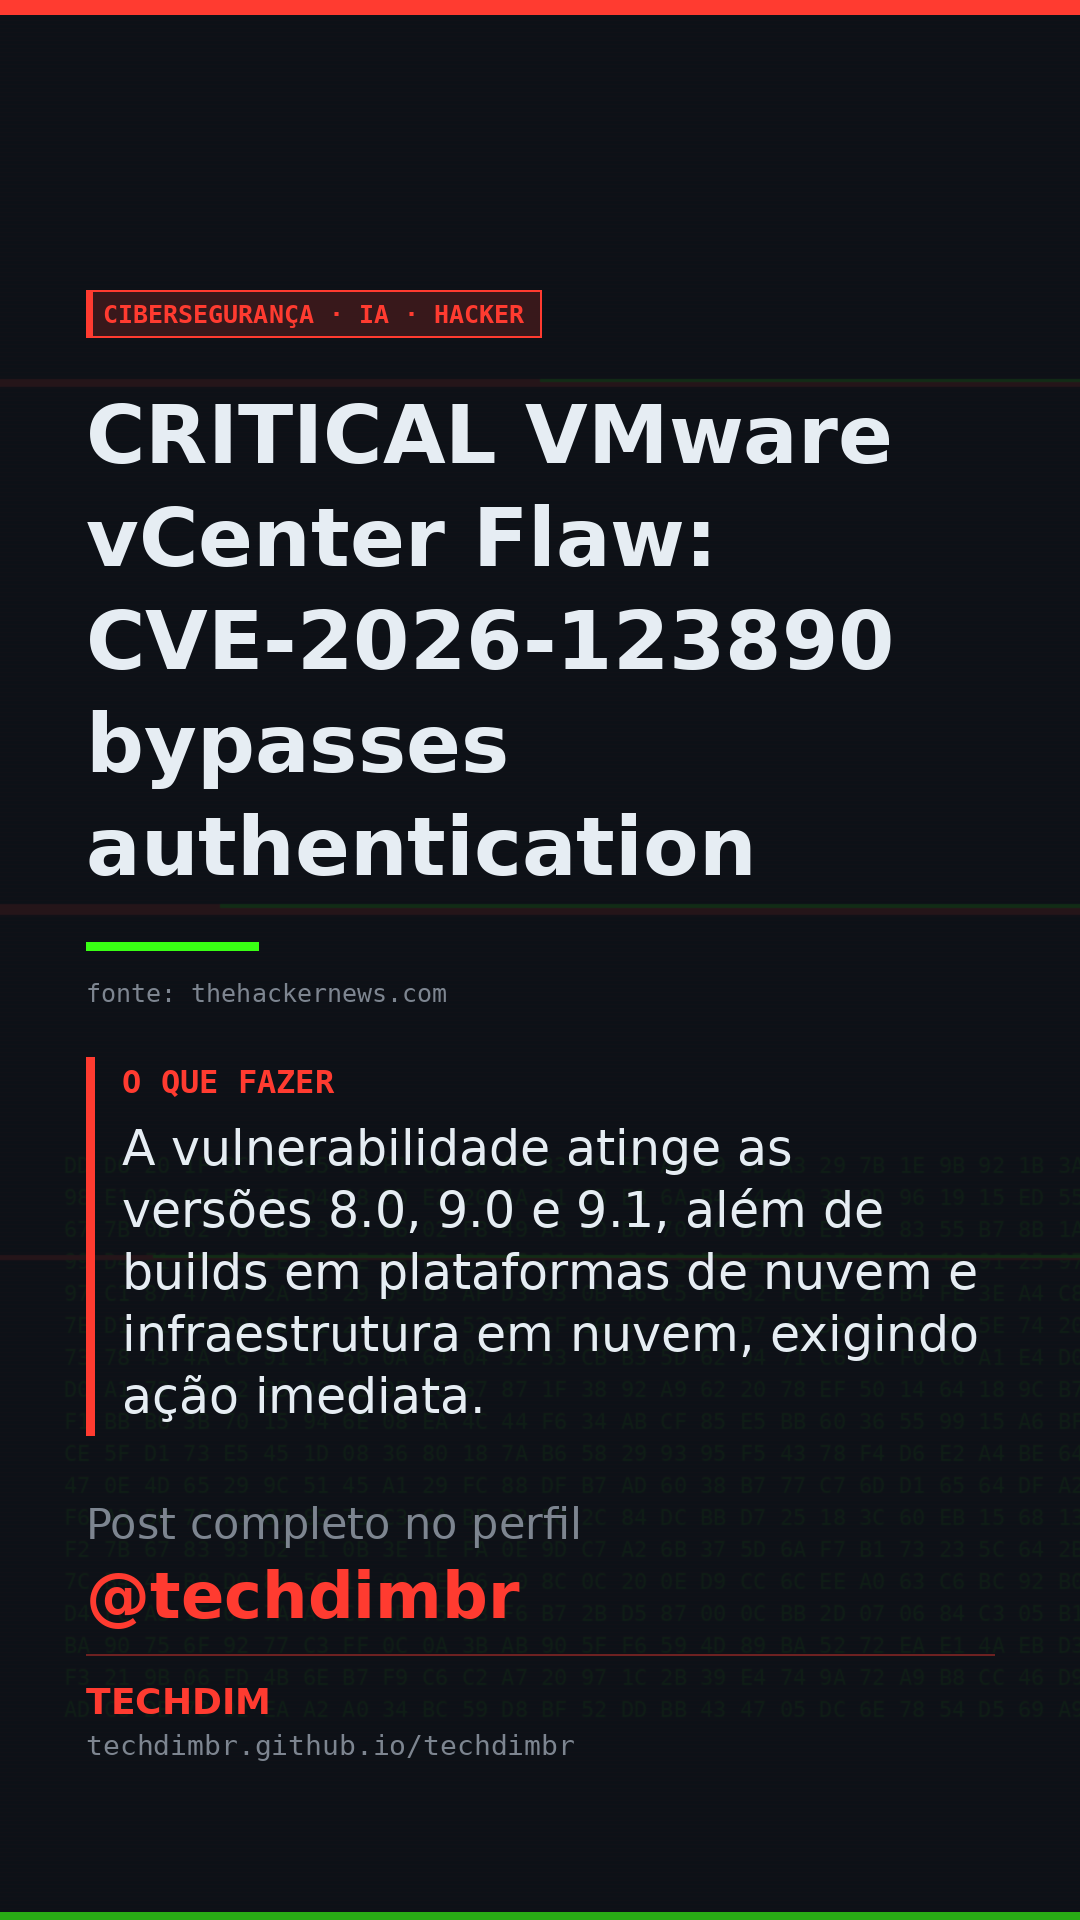 CIBERSEGURANÇA · IA · HACKER
CRITICAL VMware
vCenter Flaw:
CVE-2026-123890
bypasses
authentication
fonte: thehackernews.com
O QUE FAZER
A vulnerabilidade atinge as
versões 8.0, 9.0 e 9.1, além de
builds em plataformas de nuvem e
infraestrutura em nuvem, exigindo
ação imediata.
Post completo no perfil
@techdimbr
TECHDIM
techdimbr.github.io/techdimbr